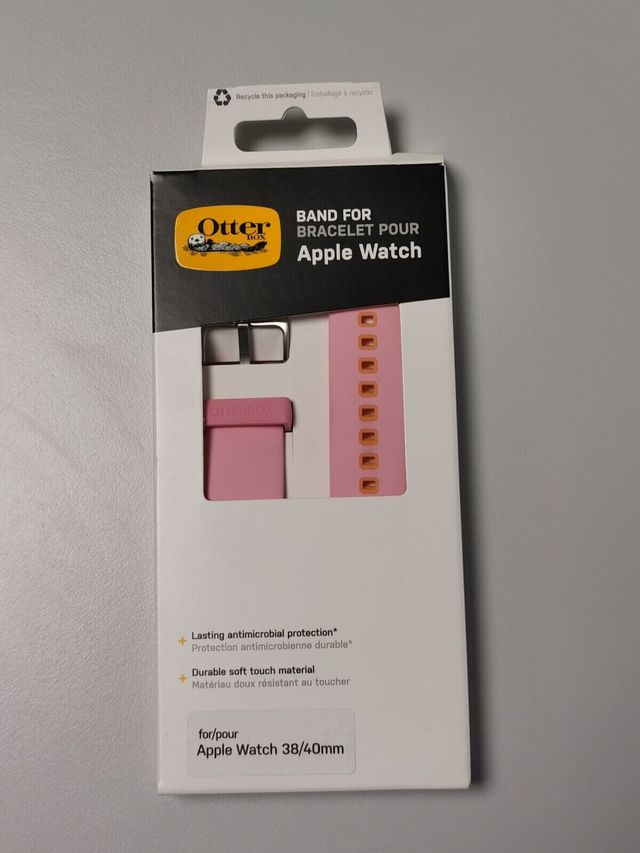 Recycle this packaging | Emballage à recycler
Otter
BOX
BAND FOR
BRACELET POUR
Apple Watch
OTTERBOX
+ Lasting antimicrobial protection*
Protection antimicrobienne durable*
+ Durable soft touch material
Matériau doux résistant au toucher
for/pour
Apple Watch 38/40mm